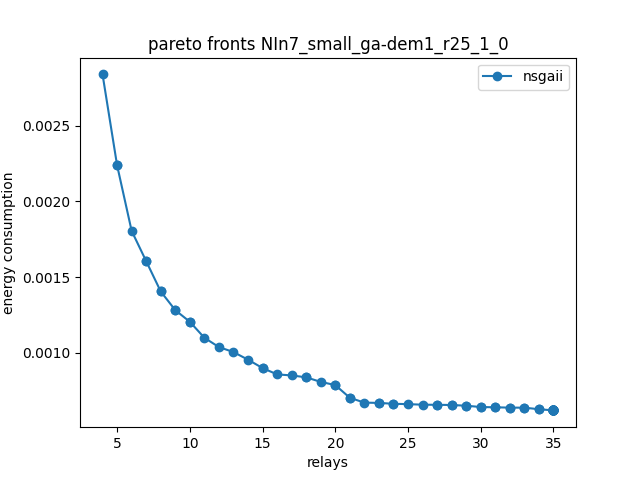 pareto fronts NIn7_small_ga-dem1_r25_1_0
nsgaii
energy consumption
0.0025
0.0020
0.0015
0.0010
5 10 15 20 25 30 35
relays